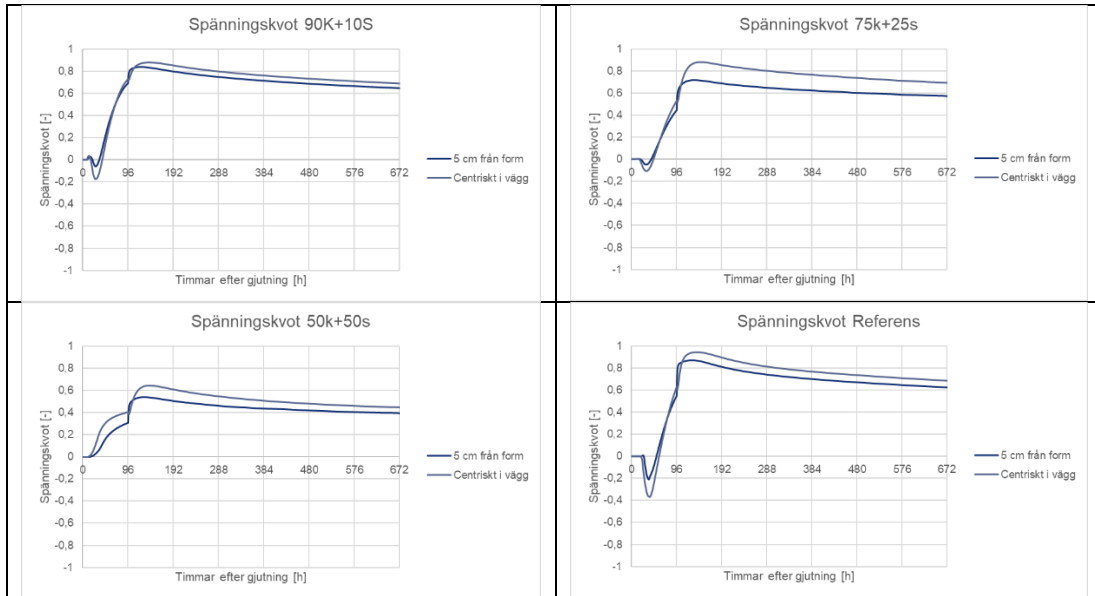 Spänningskvot 90K+10S
Spänningskvot [-]
1
0,8
0,6
0,4
0,2
0
-0,2
-0,4
-0,6
-0,8
-1
0 96 192 288 384 480 576 672
Timmar efter gjutning [h]
5 cm från form
Centriskt i vägg
Spänningskvot 75k+25s
Spänningskvot [-]
1
0,8
0,6
0,4
0,2
0
-0,2
-0,4
-0,6
-0,8
-1
0 96 192 288 384 480 576 672
Timmar efter gjutning [h]
5 cm från form
Centriskt i vägg
Spänningskvot 50k+50s
Spänningskvot [-]
1
0,8
0,6
0,4
0,2
0
-0,2
-0,4
-0,6
-0,8
-1
0 96 192 288 384 480 576 672
Timmar efter gjutning [h]
5 cm från form
Centriskt i vägg
Spänningskvot Referens
Spänningskvot [-]
1
0,8
0,6
0,4
0,2
0
-0,2
-0,4
-0,6
-0,8
-1
0 96 192 288 384 480 576 672
Timmar efter gjutning [h]
5 cm från form
Centriskt i vägg